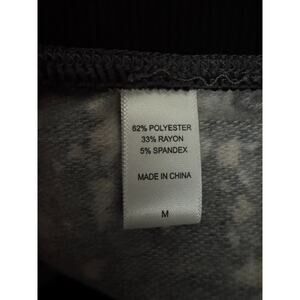 62% POLYESTER
33% RAYON
5% SPANDEX
MADE IN CHINA
M